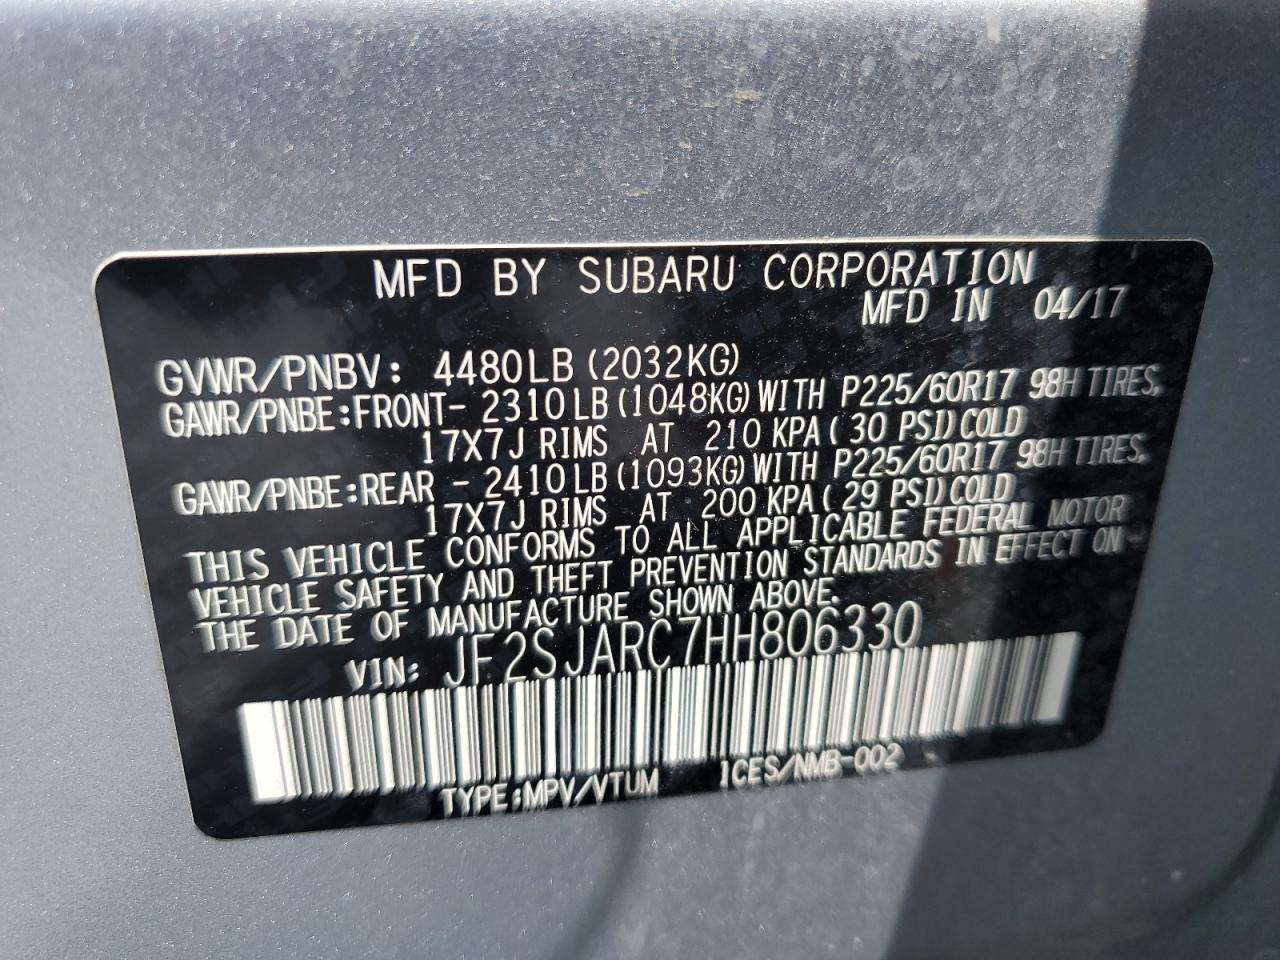 MFD BY SUBARU CORPORATION
MFD IN 04/17
GVWR/PNBV: 4480LB (2032KG)
GAWR/PNBE:FRONT- 2310LB (1048KG) WITH P225/60R17 98H TIRES,
17X7J RIMS AT 210 KPA ( 30 PSI) COLD
GAWR/PNBE:REAR - 2410LB (1093KG) WITH P225/60R17 98H TIRES,
17X7J RIMS AT 200 KPA ( 29 PSI) COLD
THIS VEHICLE CONFORMS TO ALL APPLICABLE FEDERAL MOTOR
VEHICLE SAFETY AND THEFT PREVENTION STANDARDS IN EFFECT ON
THE DATE OF MANUFACTURE SHOWN ABOVE.
VIN: JF2SJARC7HH806330
TYPE:MPV/VTUM ICES/NMB-002